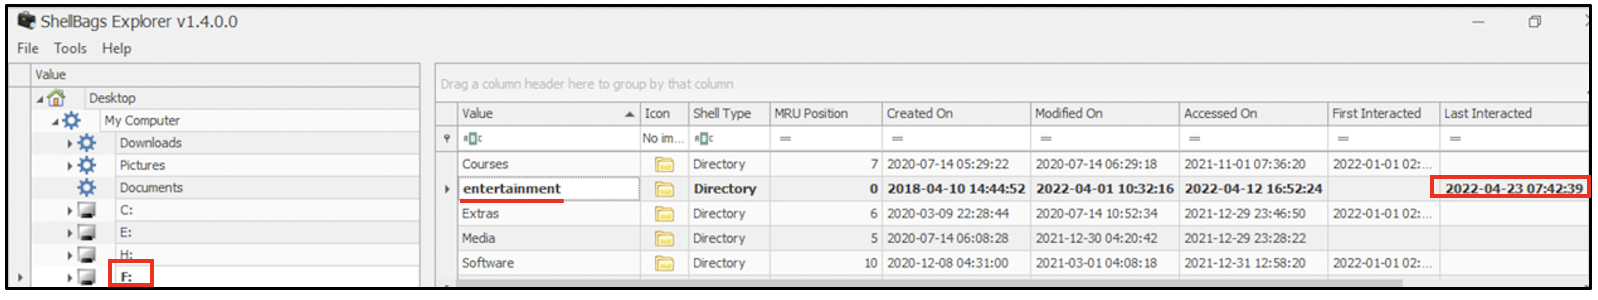 ShellBags Explorer v1.4.0.0
File Tools Help
Value
Desktop
My Computer
Downloads
Pictures
Documents
C:
E:
H:
F:
Drag a column header here to group by that column
Value Icon Shell Type MRU Position Created On Modified On Accessed On First Interacted Last Interacted
No im... = = = = = =
Courses Directory 7 2020-07-14 05:29:22 2020-07-14 06:29:18 2021-11-01 07:36:20 2022-01-01 02:...
entertainment Directory 0 2018-04-10 14:44:52 2022-04-01 10:32:16 2022-04-12 16:52:24 2022-04-23 07:42:39
Extras Directory 6 2020-03-09 22:28:44 2020-07-14 10:52:34 2021-12-29 23:46:50 2022-01-01 02:...
Media Directory 5 2020-07-14 06:08:28 2021-12-30 04:20:42 2021-12-29 23:28:22
Software Directory 10 2020-12-08 04:31:00 2021-03-01 04:08:18 2021-12-31 12:58:20 2022-01-01 02:...